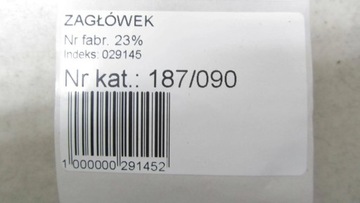 ZAGŁÓWEK
Nr fabr. 23%
Indeks: 029145
Nr kat.: 187/090
1 000000 291452